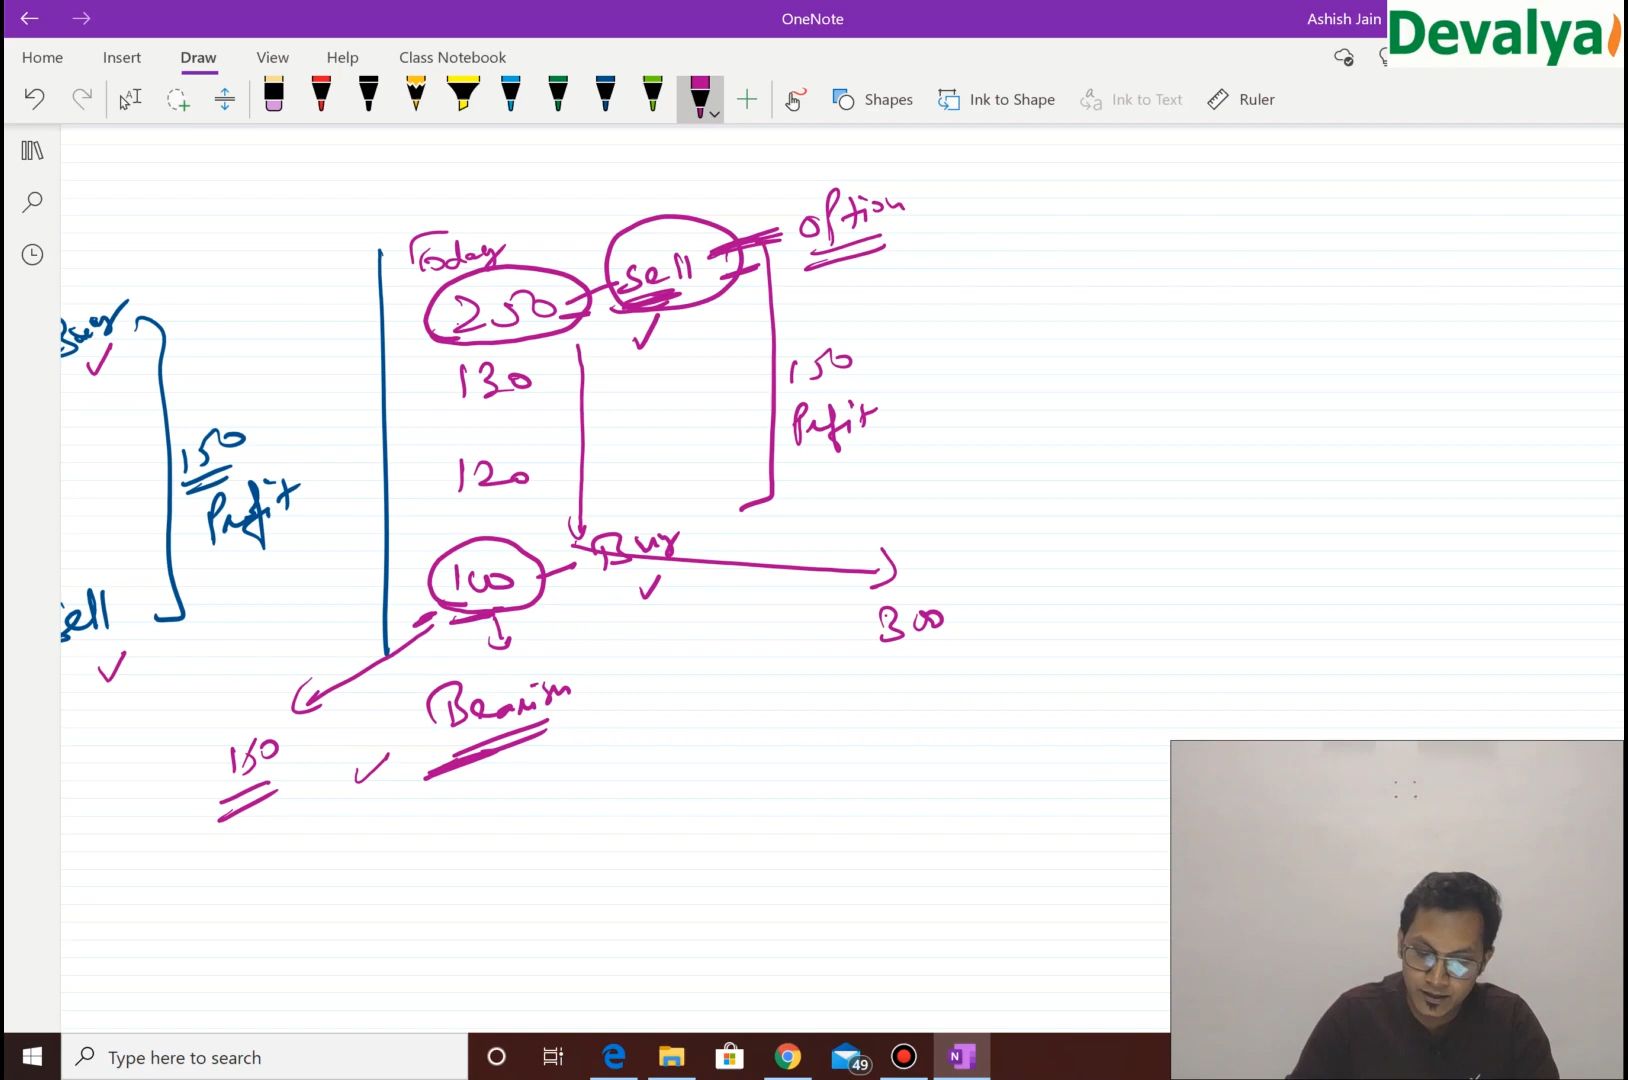 OneNote
Ashish Jain
Devalya
Home Insert Draw View Help Class Notebook
Shapes Ink to Shape Ink to Text Ruler
Option
Today
250 Sell
Buy
130
150
Profit
150
Profit
120
Buy
100
Sell
300
Bearish
150
Type here to search
49
N